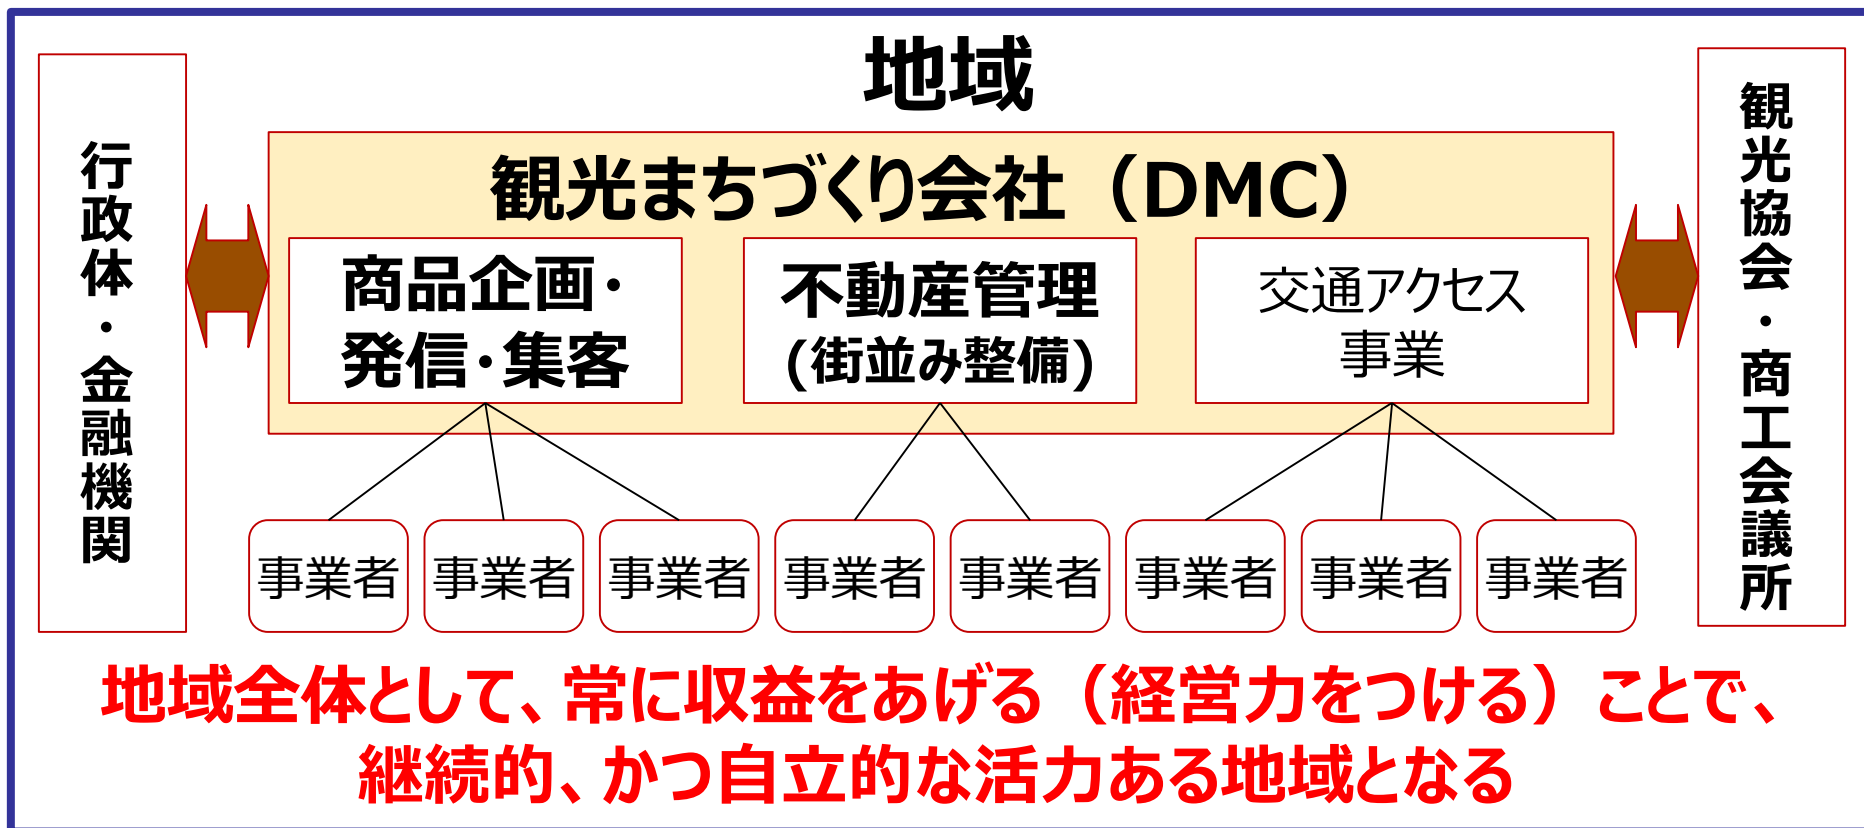 地域
行政体・金融機関
観光まちづくり会社（DMC）
商品企画・
発信・集客
不動産管理
(街並み整備)
交通アクセス
事業
観光協会・商工会議所
事業者
事業者
事業者
事業者
事業者
事業者
事業者
事業者
地域全体として、常に収益をあげる（経営力をつける）ことで、
継続的、かつ自立的な活力ある地域となる